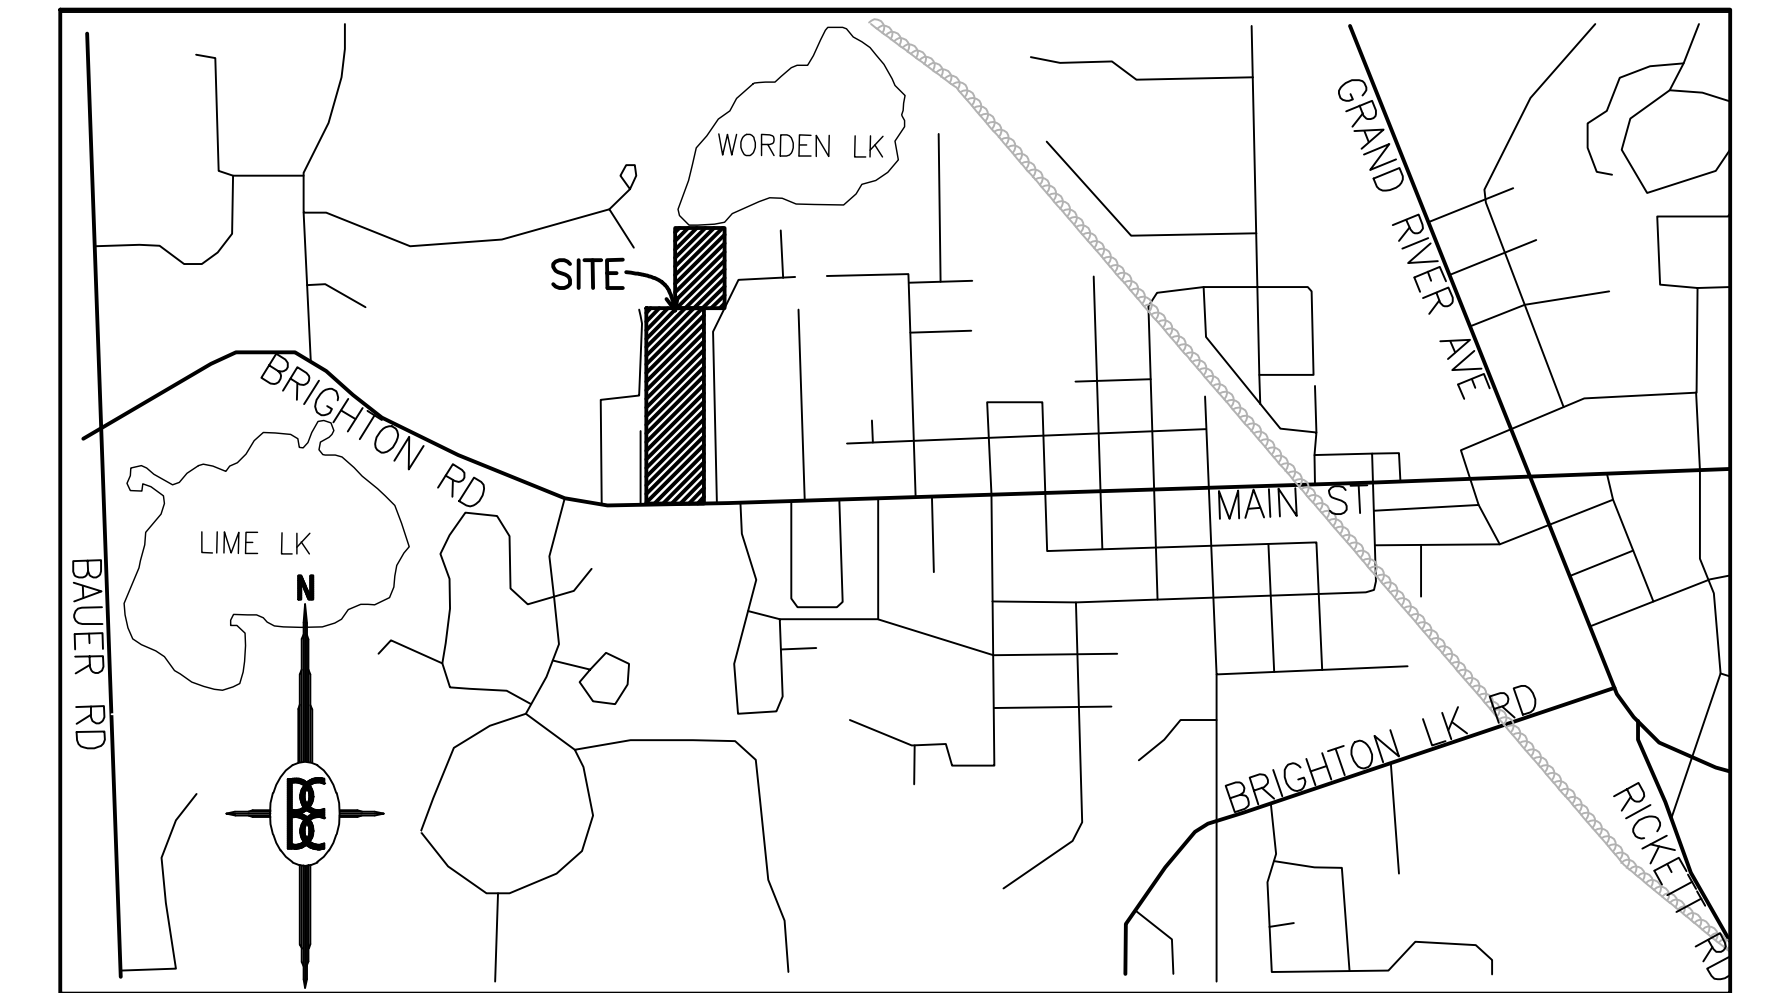 WORDEN LK
GRAND RIVER AVE
SITE
BRIGHTON RD
MAIN ST
LIME LK
N
BAUER RD
BRIGHTON LK RD
RICKETT RD